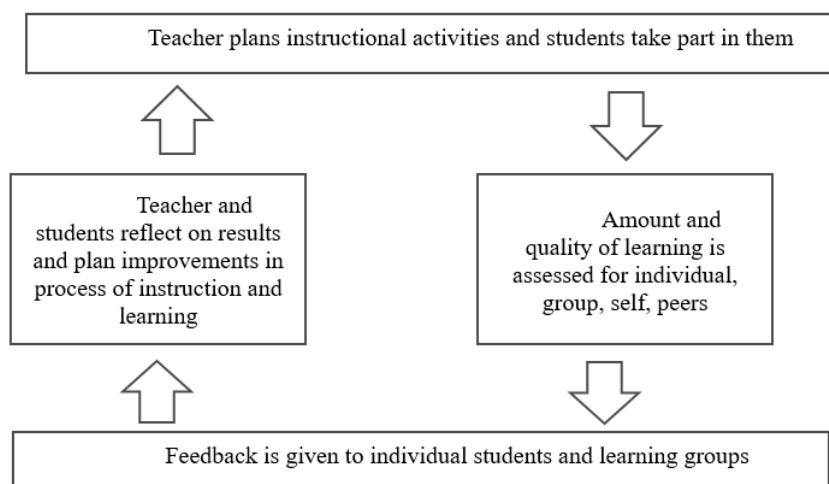 Teacher plans instructional activities and students take part in them
Teacher and
students reflect on results
and plan improvements in
process of instruction and
learning
Amount and
quality of learning is
assessed for individual,
group, self, peers
Feedback is given to individual students and learning groups